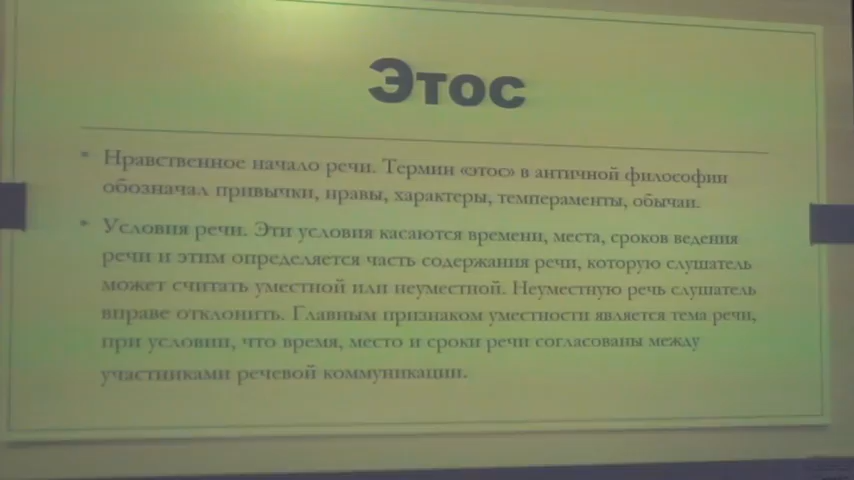 Этос
• Нравственное начало речи. Термин «этос» в античной философии
обозначал привычки, нравы, характеры, темпераменты, обычаи.
• Условия речи. Эти условия касаются времени, места, сроков ведения
речи и этим определяется часть содержания речи, которую слушатель
может считать уместной или неуместной. Неуместную речь слушатель
вправе отклонить. Главным признаком уместности является тема речи,
при условии, что время, место и сроки речи согласованы между
участниками речевой коммуникации.